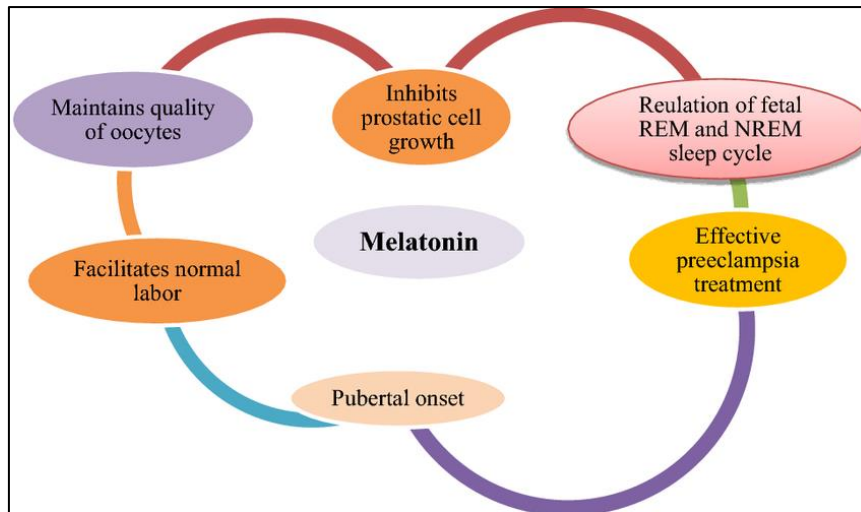 Maintains quality
of oocytes
Inhibits
prostatic cell
growth
Reulation of fetal
REM and NREM
sleep cycle
Melatonin
Facilitates normal
labor
Effective
preeclampsia
treatment
Pubertal onset